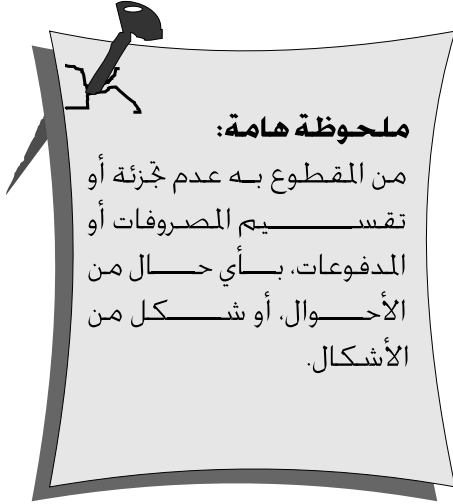 ملحوظة هامة:
من المقطوع به عدم تجزئة أو
تقسيم المصروفات أو
المدفوعات، بأي حال من
الأحوال، أو شكل من
الأشكال.